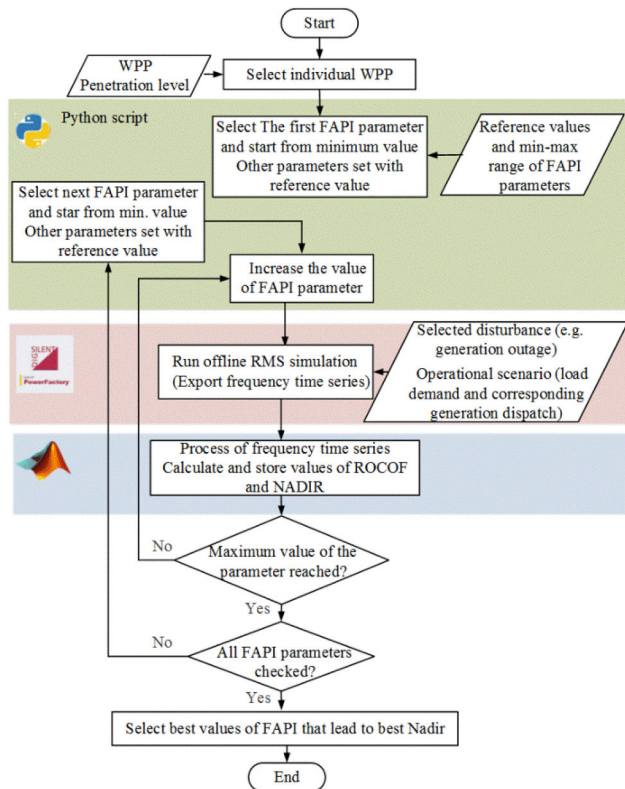 Start
WPP
Penetration level
Select individual WPP
Python script
Select The first FAPI parameter
and start from minimum value
Other parameters set with
reference value
Reference values
and min-max
range of FAPI
parameters
Select next FAPI parameter
and star from min. value
Other parameters set with
reference value
Increase the value
of FAPI parameter
DIG
SILENT
PowerFactory
Run offline RMS simulation
(Export frequency time series)
Selected disturbance (e.g.
generation outage)
Operational scenario (load
demand and corresponding
generation dispatch)
Process of frequency time series
Calculate and store values of ROCOF
and NADIR
No
Maximum value of the
parameter reached?
Yes
No
All FAPI parameters
checked?
Yes
Select best values of FAPI that lead to best Nadir
End